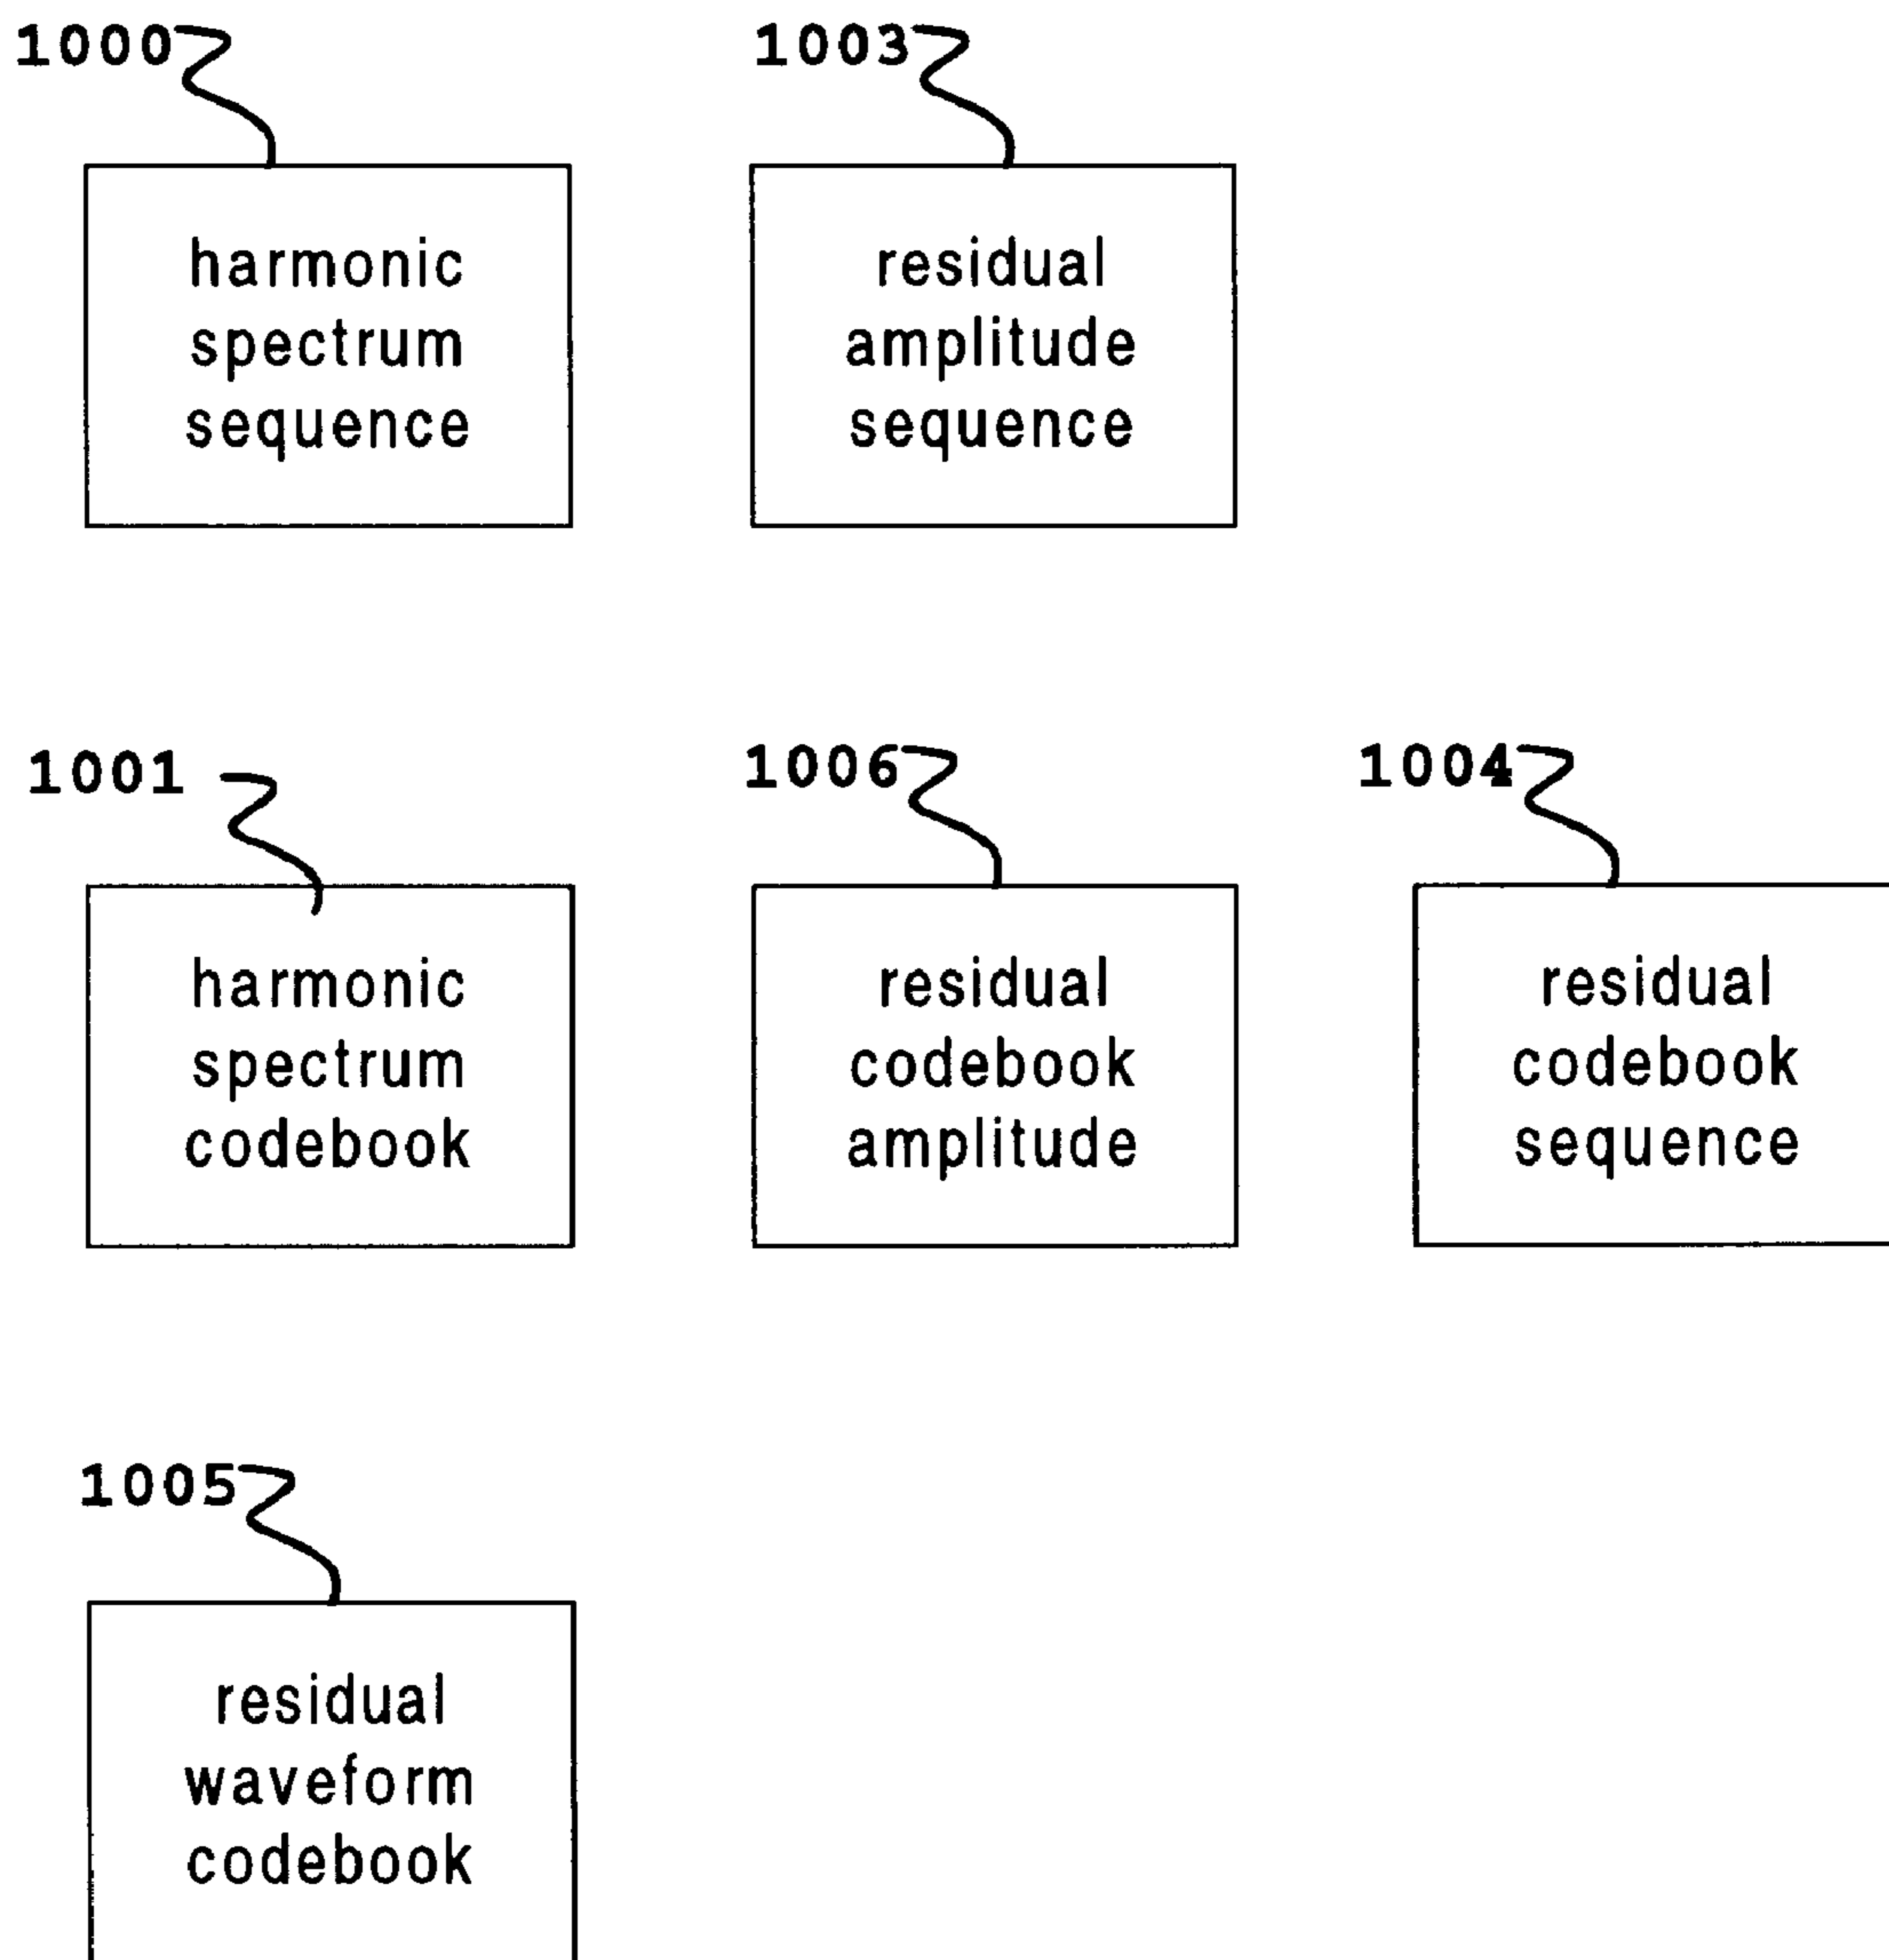 1000
harmonic
spectrum
sequence
1003
residual
amplitude
sequence
1001
harmonic
spectrum
codebook
1006
residual
codebook
amplitude
1004
residual
codebook
sequence
1005
residual
waveform
codebook